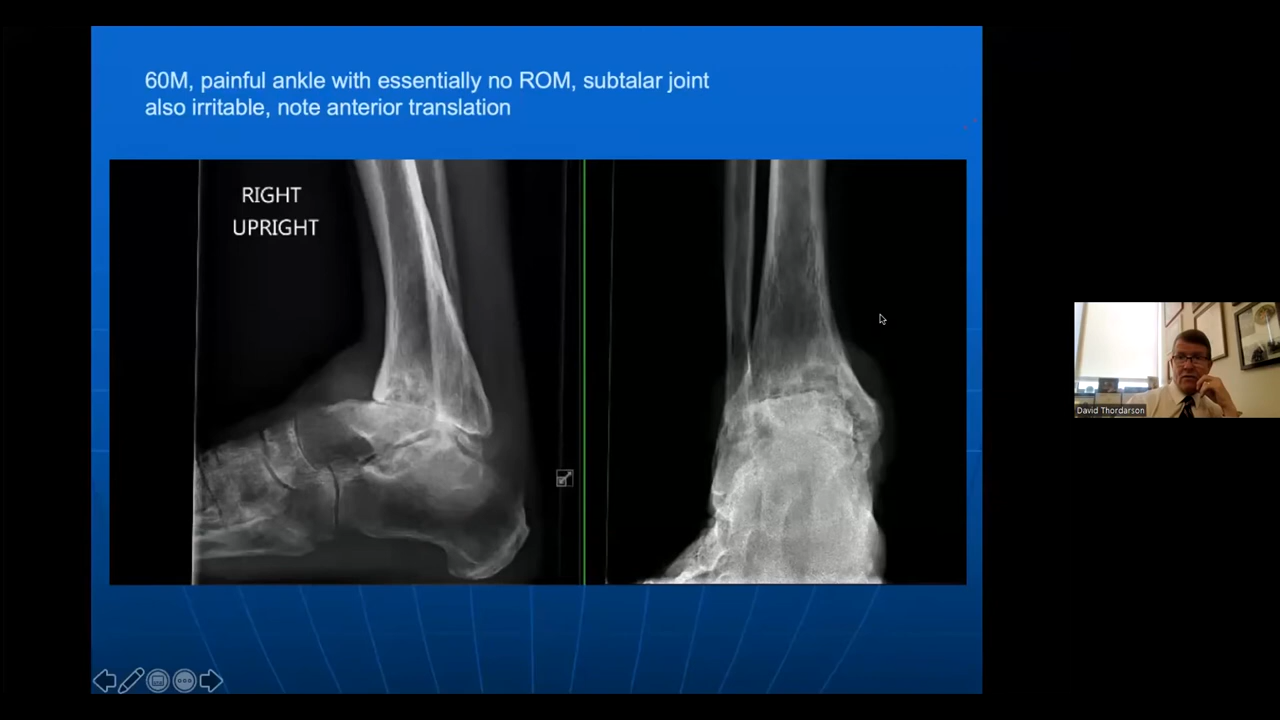 60M, painful ankle with essentially no ROM, subtalar joint
also irritable, note anterior translation
RIGHT
UPRIGHT
David Thordarson